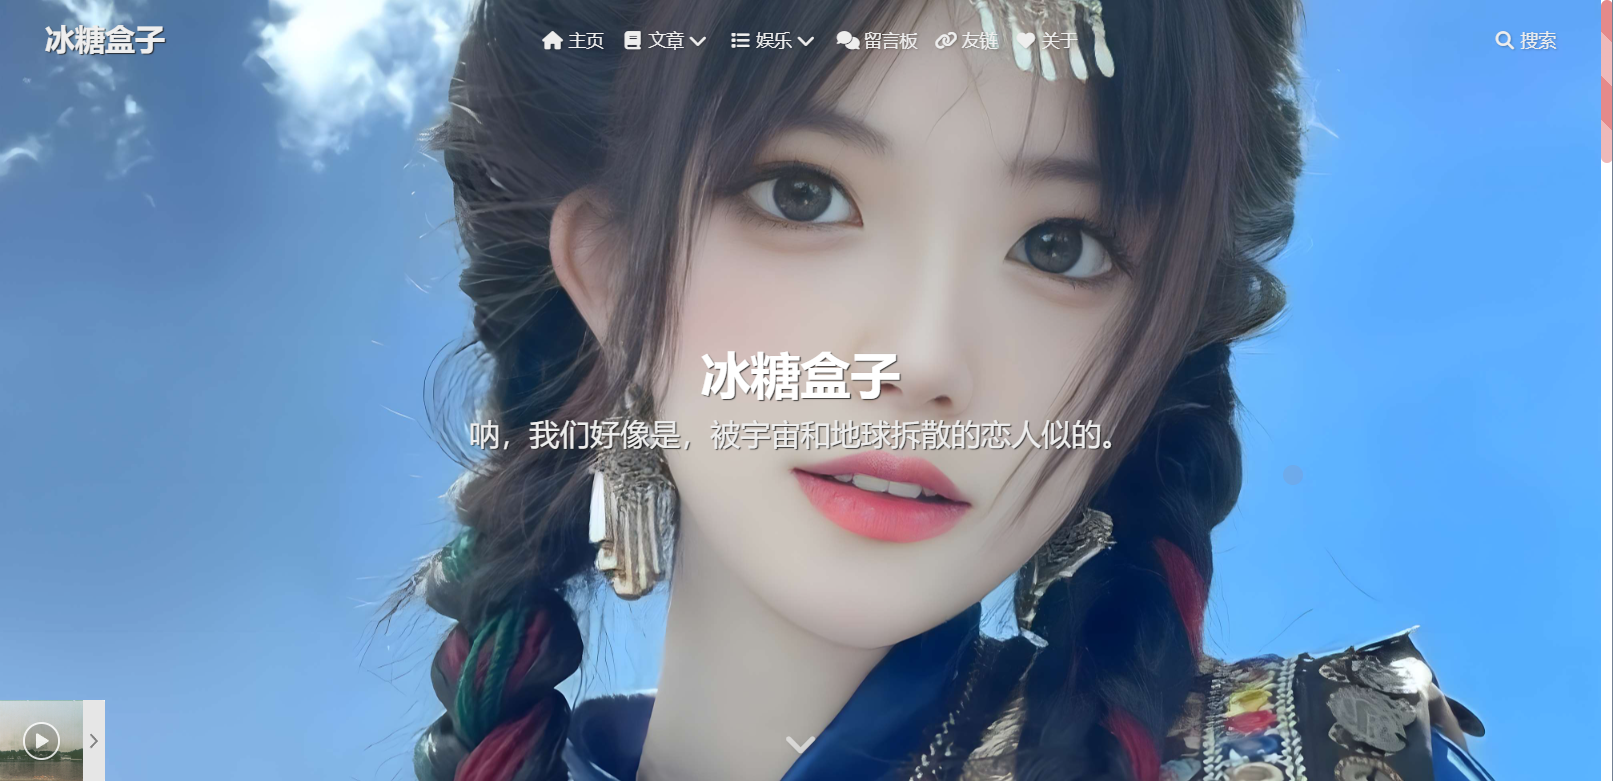 冰糖盒子
主页 文章 娱乐 留言板 友链 关于
搜索
冰糖盒子
呐，我们好像是，被宇宙和地球拆散的恋人似的。